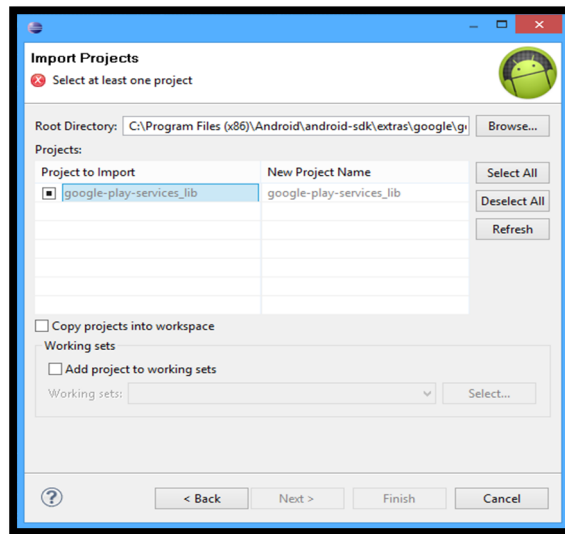 Import Projects
Select at least one project
Root Directory: C:\Program Files (x86)\Android\android-sdk\extras\google\g Browse...
Projects:
Project to Import New Project Name Select All
google-play-services_lib google-play-services_lib
Deselect All
Refresh
Copy projects into workspace
Working sets
Add project to working sets
Working sets: Select...
? < Back Next > Finish Cancel